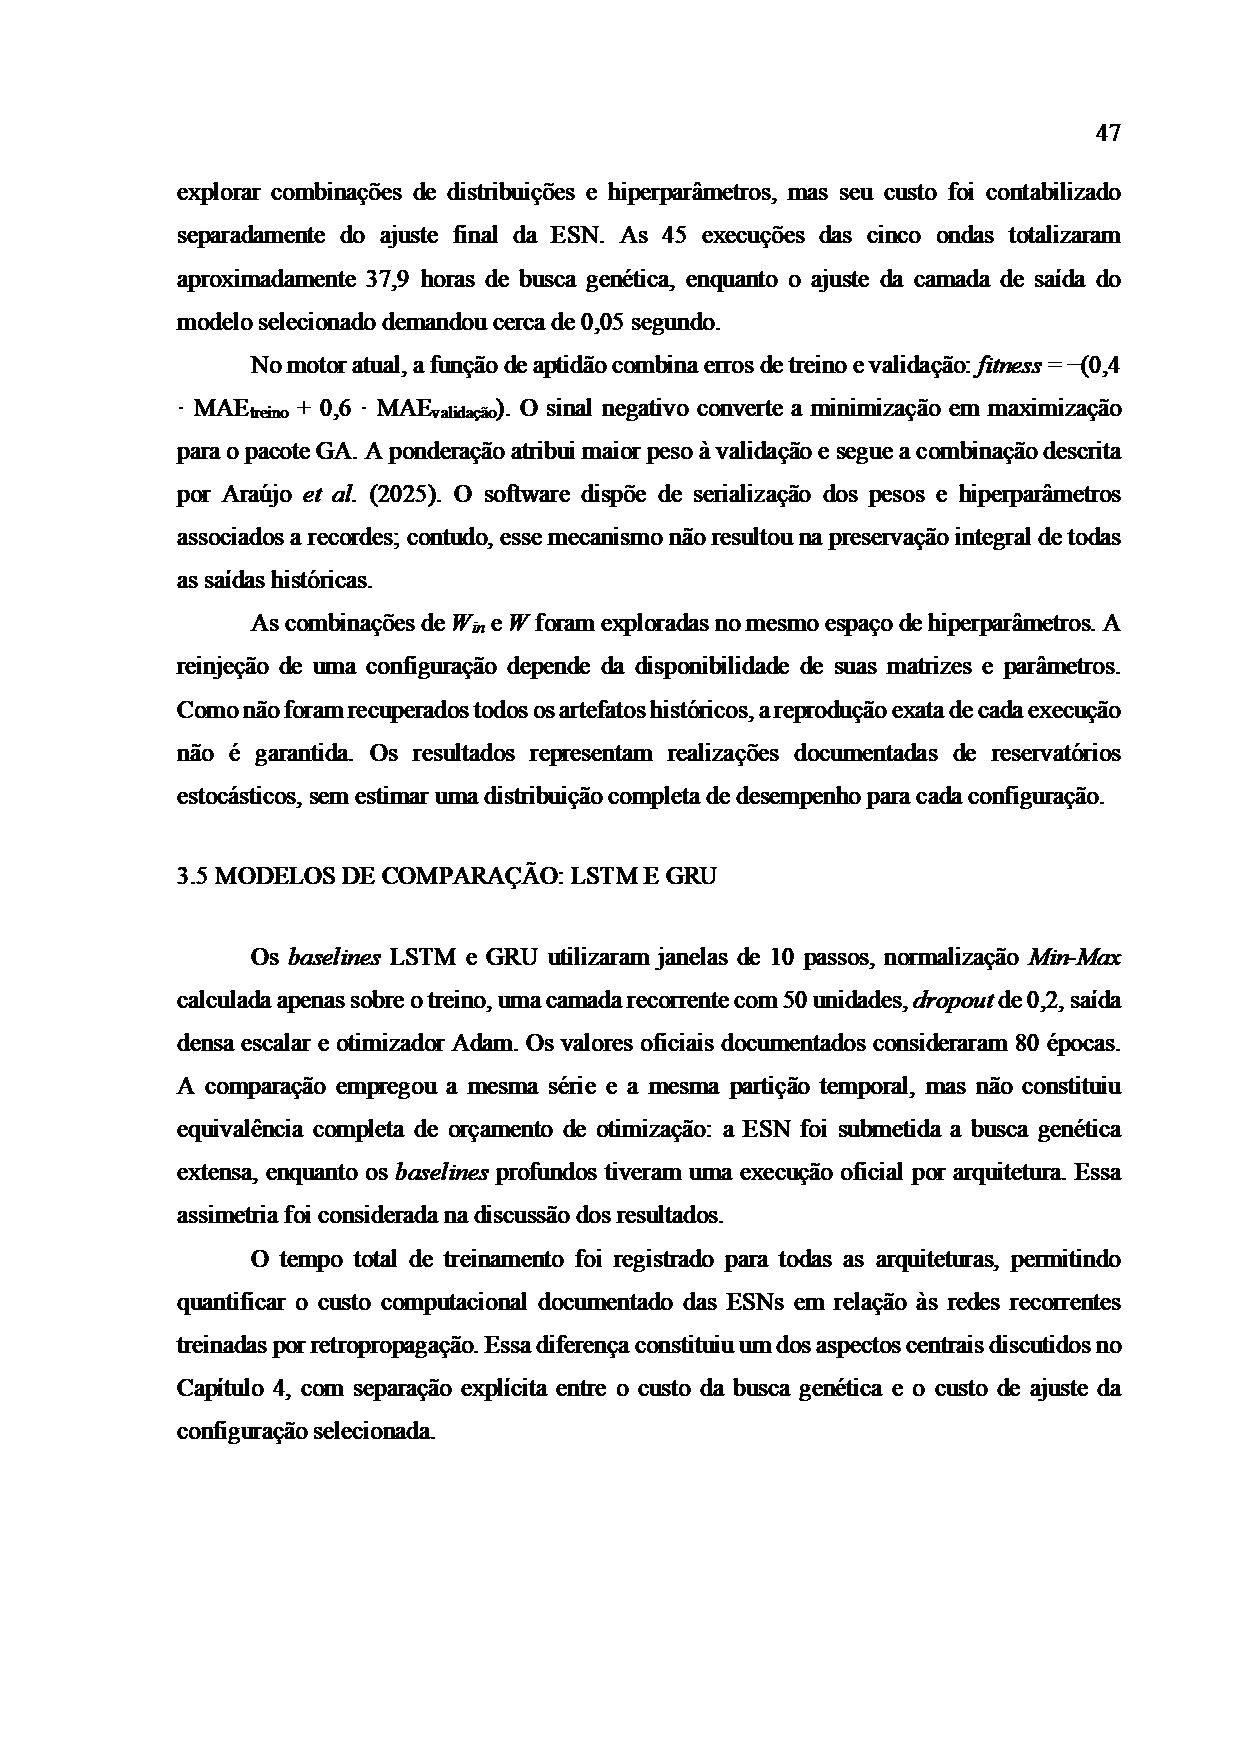 47
explorar combinações de distribuições e hiperparâmetros, mas seu custo foi contabilizado
separadamente do ajuste final da ESN. As 45 execuções das cinco ondas totalizaram
aproximadamente 37,9 horas de busca genética, enquanto o ajuste da camada de saída do
modelo selecionado demandou cerca de 0,05 segundo.
No motor atual, a função de aptidão combina erros de treino e validação: fitness = −(0,4
· MAEtreino + 0,6 · MAEvalidação). O sinal negativo converte a minimização em maximização
para o pacote GA. A ponderação atribui maior peso à validação e segue a combinação descrita
por Araújo et al. (2025). O software dispõe de serialização dos pesos e hiperparâmetros
associados a recordes; contudo, esse mecanismo não resultou na preservação integral de todas
as saídas históricas.
As combinações de Win e W foram exploradas no mesmo espaço de hiperparâmetros. A
reinjeção de uma configuração depende da disponibilidade de suas matrizes e parâmetros.
Como não foram recuperados todos os artefatos históricos, a reprodução exata de cada execução
não é garantida. Os resultados representam realizações documentadas de reservatórios
estocásticos, sem estimar uma distribuição completa de desempenho para cada configuração.
3.5 MODELOS DE COMPARAÇÃO: LSTM E GRU
Os baselines LSTM e GRU utilizaram janelas de 10 passos, normalização Min-Max
calculada apenas sobre o treino, uma camada recorrente com 50 unidades, dropout de 0,2, saída
densa escalar e otimizador Adam. Os valores oficiais documentados consideraram 80 épocas.
A comparação empregou a mesma série e a mesma partição temporal, mas não constituiu
equivalência completa de orçamento de otimização: a ESN foi submetida a busca genética
extensa, enquanto os baselines profundos tiveram uma execução oficial por arquitetura. Essa
assimetria foi considerada na discussão dos resultados.
O tempo total de treinamento foi registrado para todas as arquiteturas, permitindo
quantificar o custo computacional documentado das ESNs em relação às redes recorrentes
treinadas por retropropagação. Essa diferença constituiu um dos aspectos centrais discutidos no
Capítulo 4, com separação explícita entre o custo da busca genética e o custo de ajuste da
configuração selecionada.